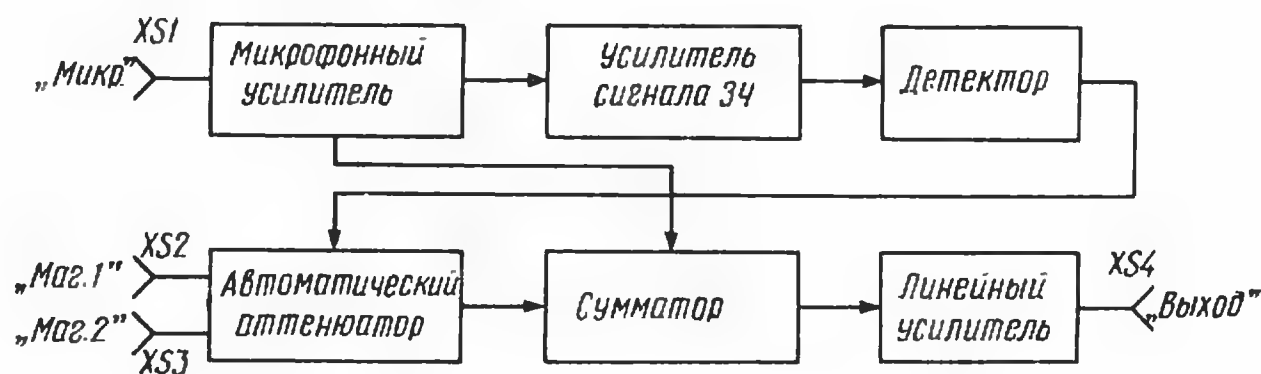 XS1
„Микр."
Микрофонный
усилитель
Усилитель
сигнала ЗЧ
Детектор
XS2
„Маг.1"
„Маг.2"
XS3
Автоматический
аттенюатор
Сумматор
Линейный
усилитель
XS4
„Выход"